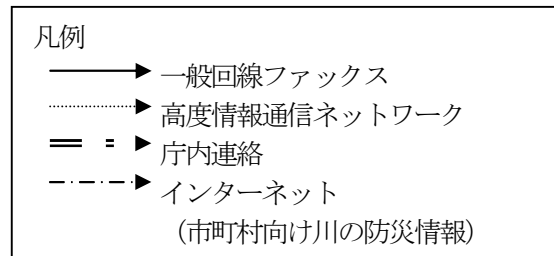 凡例
一般回線ファックス
高度情報通信ネットワーク
庁内連絡
インターネット
（市町村向け川の防災情報）